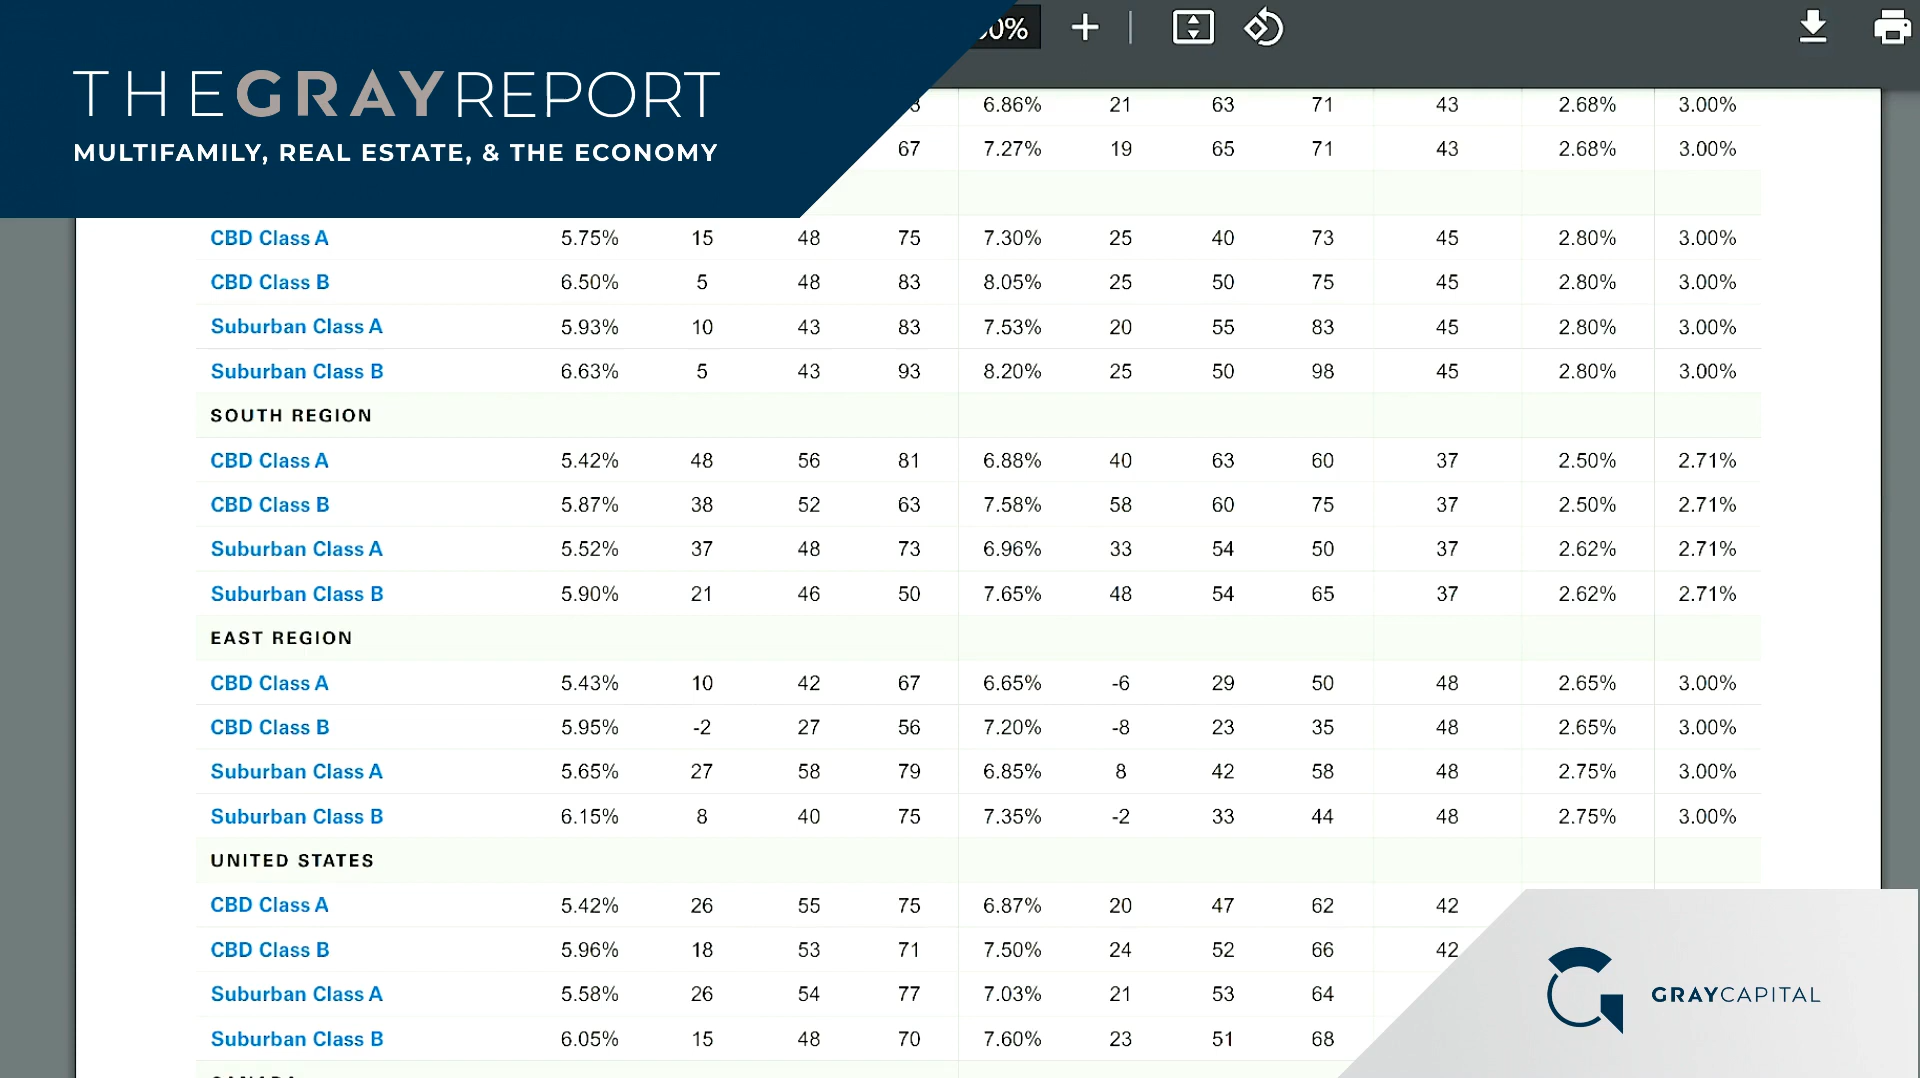 00%
THEGRAYREPORT
MULTIFAMILY, REAL ESTATE, & THE ECONOMY
6.86% 21 63 71 43 2.68% 3.00%
67 7.27% 19 65 71 43 2.68% 3.00%
CBD Class A 5.75% 15 48 75 7.30% 25 40 73 45 2.80% 3.00%
CBD Class B 6.50% 5 48 83 8.05% 25 50 75 45 2.80% 3.00%
Suburban Class A 5.93% 10 43 83 7.53% 20 55 83 45 2.80% 3.00%
Suburban Class B 6.63% 5 43 93 8.20% 25 50 98 45 2.80% 3.00%
SOUTH REGION
CBD Class A 5.42% 48 56 81 6.88% 40 63 60 37 2.50% 2.71%
CBD Class B 5.87% 38 52 63 7.58% 58 60 75 37 2.50% 2.71%
Suburban Class A 5.52% 37 48 73 6.96% 33 54 50 37 2.62% 2.71%
Suburban Class B 5.90% 21 46 50 7.65% 48 54 65 37 2.62% 2.71%
EAST REGION
CBD Class A 5.43% 10 42 67 6.65% -6 29 50 48 2.65% 3.00%
CBD Class B 5.95% -2 27 56 7.20% -8 23 35 48 2.65% 3.00%
Suburban Class A 5.65% 27 58 79 6.85% 8 42 58 48 2.75% 3.00%
Suburban Class B 6.15% 8 40 75 7.35% -2 33 44 48 2.75% 3.00%
UNITED STATES
CBD Class A 5.42% 26 55 75 6.87% 20 47 62 42
CBD Class B 5.96% 18 53 71 7.50% 24 52 66 42
Suburban Class A 5.58% 26 54 77 7.03% 21 53 64
Suburban Class B 6.05% 15 48 70 7.60% 23 51 68
GRAYCAPITAL